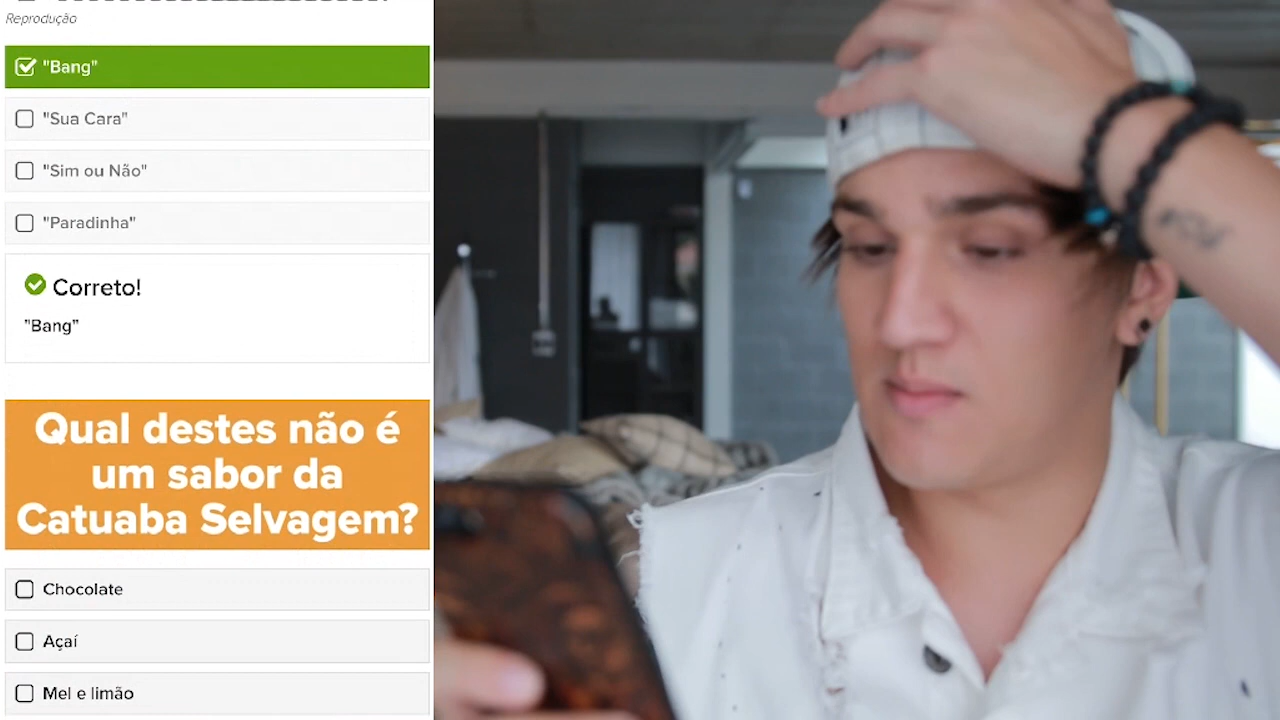 Reprodução
"Bang"
"Sua Cara"
"Sim ou Não"
"Paradinha"
Correto!
"Bang"
Qual destes não é
um sabor da
Catuaba Selvagem?
Chocolate
Açaí
Mel e limão